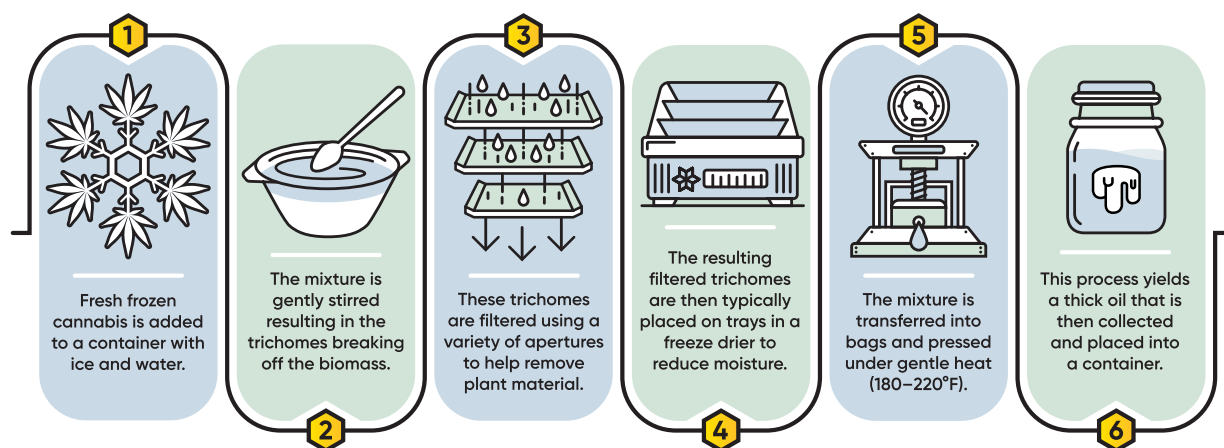 1
Fresh frozen
cannabis is added
to a container with
ice and water.
2
The mixture is
gently stirred
resulting in the
trichomes breaking
off the biomass.
3
These trichomes
are filtered using a
variety of apertures
to help remove
plant material.
4
The resulting
filtered trichomes
are then typically
placed on trays in a
freeze drier to
reduce moisture.
5
The mixture is
transferred into
bags and pressed
under gentle heat
(180–220°F).
6
This process yields
a thick oil that is
then collected
and placed into
a container.